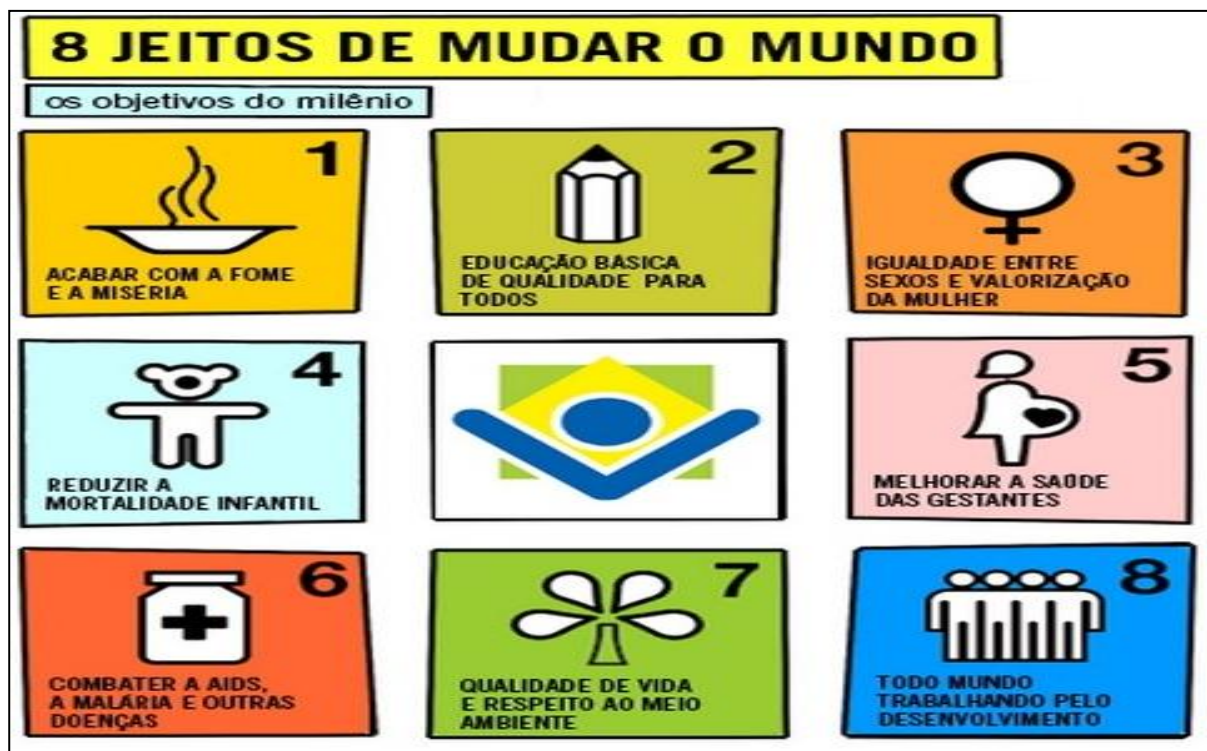 8 JEITOS DE MUDAR O MUNDO
os objetivos do milênio
1
ACABAR COM A FOME
E A MISÉRIA
2
EDUCAÇÃO BÁSICA
DE QUALIDADE PARA
TODOS
3
IGUALDADE ENTRE
SEXOS E VALORIZAÇÃO
DA MULHER
4
REDUZIR A
MORTALIDADE INFANTIL
5
MELHORAR A SAÚDE
DAS GESTANTES
6
COMBATER A AIDS,
A MALÁRIA E OUTRAS
DOENÇAS
7
QUALIDADE DE VIDA
E RESPEITO AO MEIO
AMBIENTE
8
TODO MUNDO
TRABALHANDO PELO
DESENVOLVIMENTO